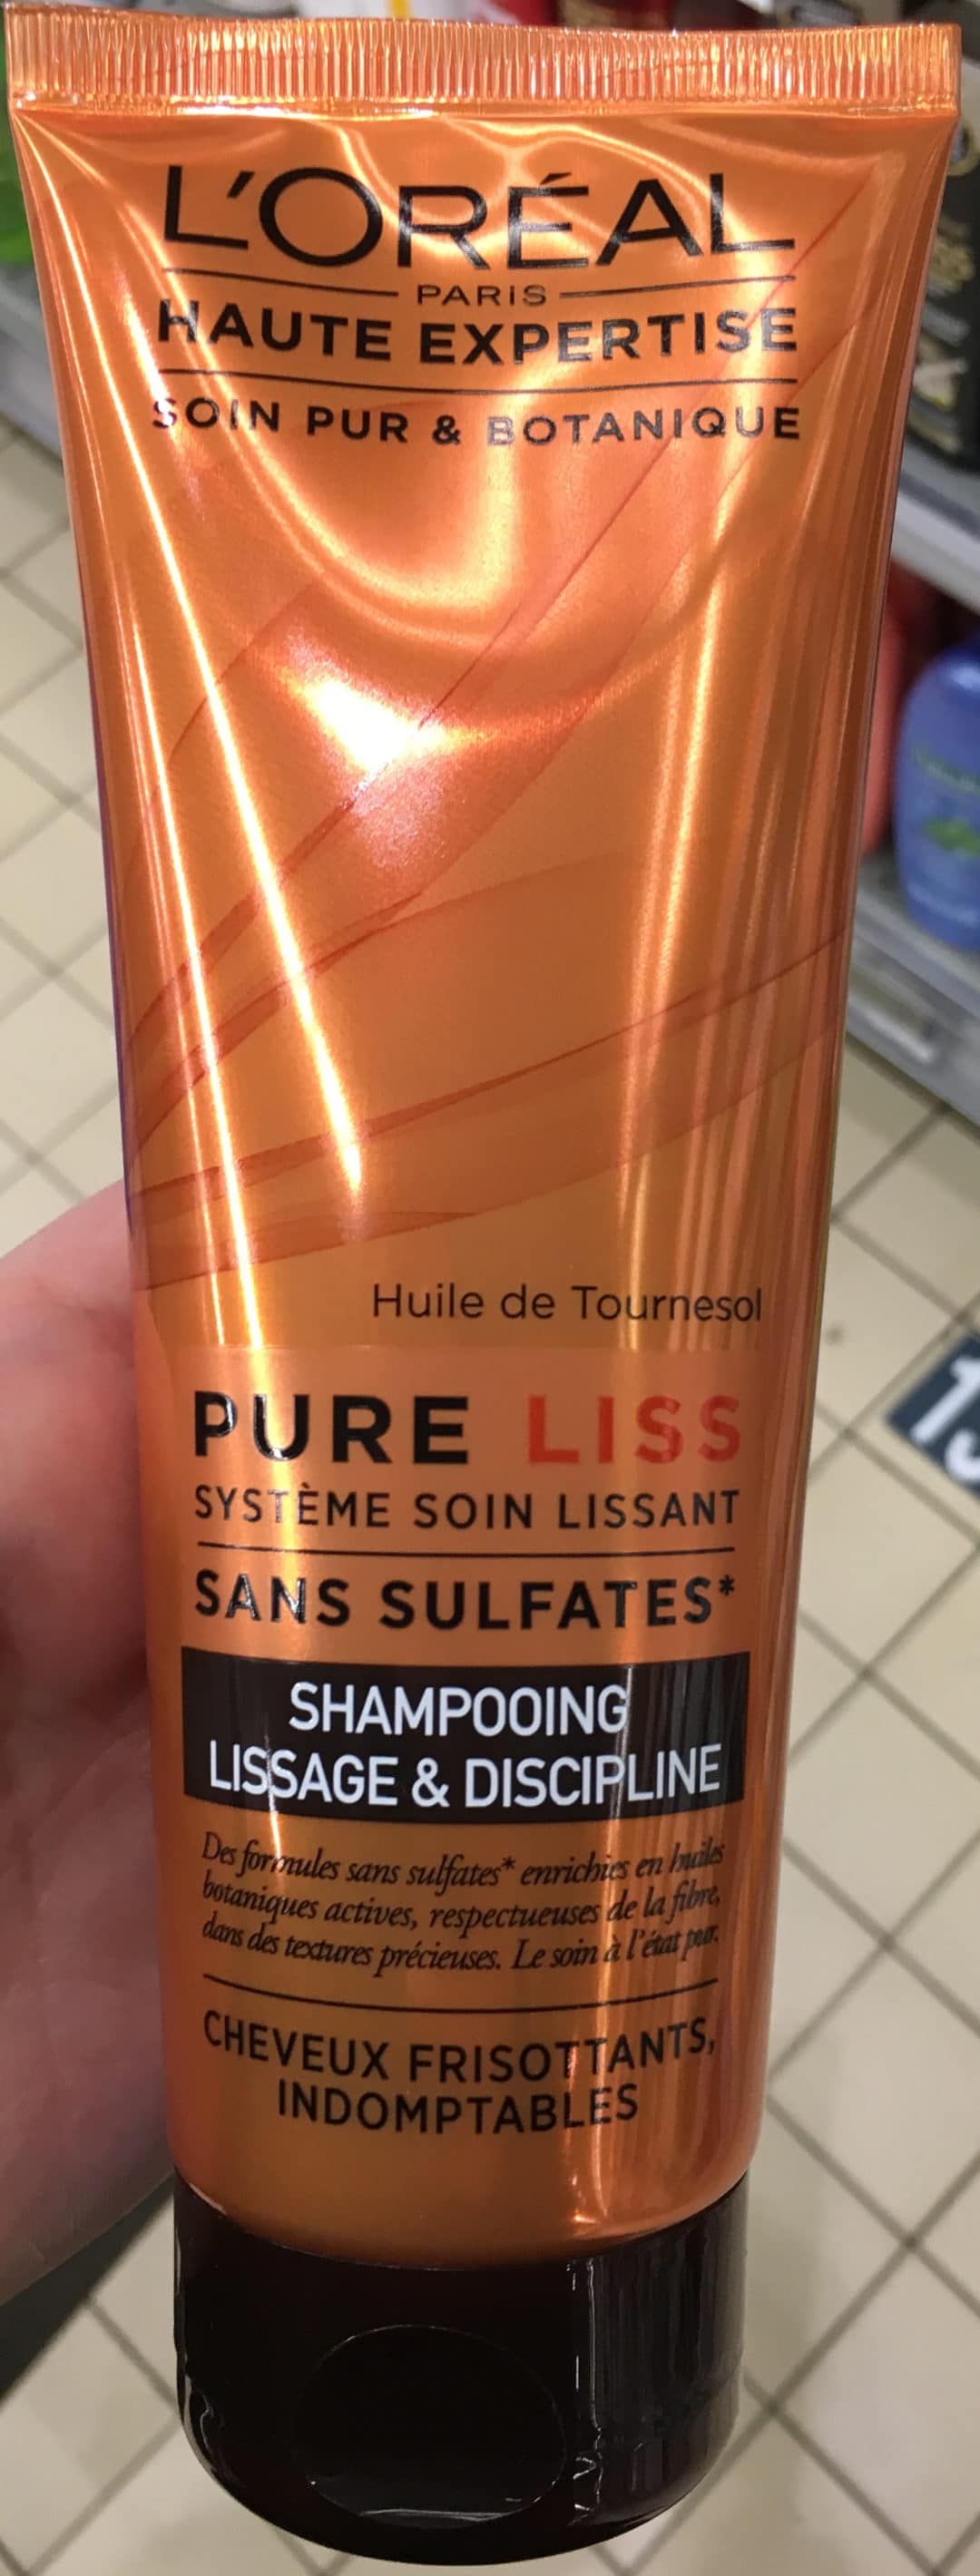 L'ORÉAL
PARIS
HAUTE EXPERTISE
SOIN PUR & BOTANIQUE
Huile de Tournesol
PURE LISS
SYSTÈME SOIN LISSANT
SANS SULFATES*
SHAMPOOING
LISSAGE & DISCIPLINE
Des formules sans sulfates* enrichies en huiles
botaniques actives, respectueuses de la fibre,
dans des textures précieuses. Le soin à l'état pur.
CHEVEUX FRISOTTANTS,
INDOMPTABLES